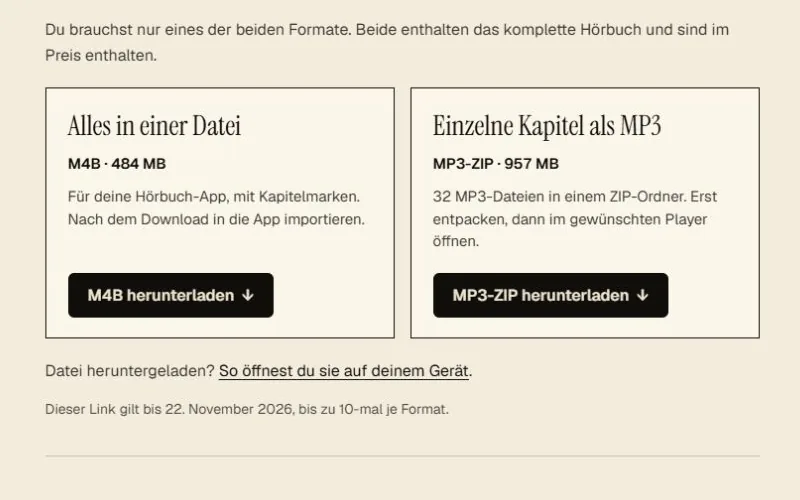 Du brauchst nur eines der beiden Formate. Beide enthalten das komplette Hörbuch und sind im
Preis enthalten.
Alles in einer Datei
M4B · 484 MB
Für deine Hörbuch-App, mit Kapitelmarken.
Nach dem Download in die App importieren.
M4B herunterladen ↓
Einzelne Kapitel als MP3
MP3-ZIP · 957 MB
32 MP3-Dateien in einem ZIP-Ordner. Erst
entpacken, dann im gewünschten Player
öffnen.
MP3-ZIP herunterladen ↓
Datei heruntergeladen? So öffnest du sie auf deinem Gerät.
Dieser Link gilt bis 22. November 2026, bis zu 10-mal je Format.